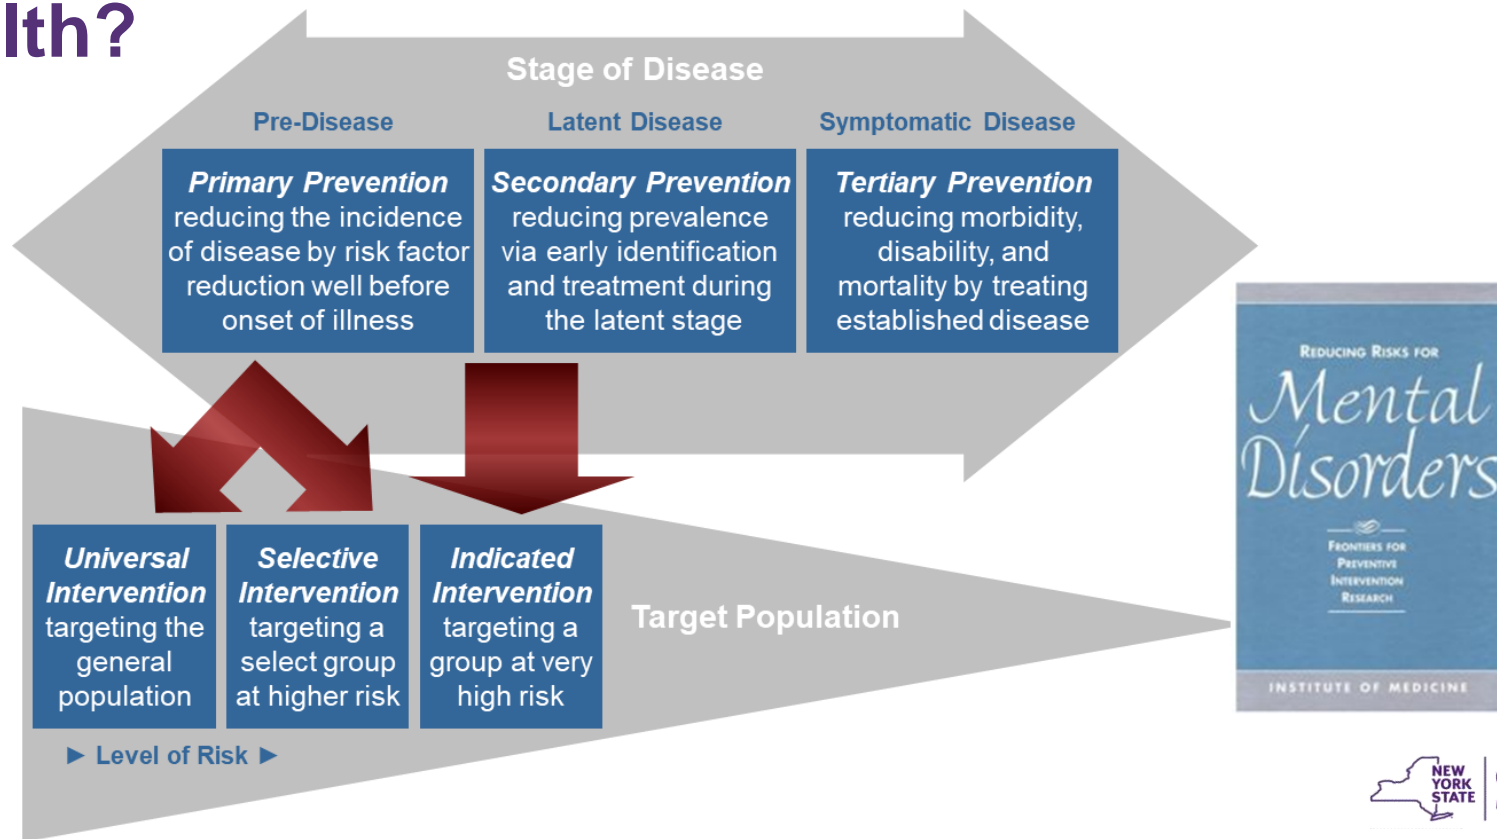 lth?
Stage of Disease
Pre-Disease
Latent Disease
Symptomatic Disease
Primary Prevention
reducing the incidence
of disease by risk factor
reduction well before
onset of illness
Secondary Prevention
reducing prevalence
via early identification
and treatment during
the latent stage
Tertiary Prevention
reducing morbidity,
disability, and
mortality by treating
established disease
Universal
Intervention
targeting the
general
population
Selective
Intervention
targeting a
select group
at higher risk
Indicated
Intervention
targeting a
group at very
high risk
Target Population
► Level of Risk ►
REDUCING RISKS FOR
Mental
Disorders
FRONTIERS FOR
PREVENTIVE
INTERVENTION
RESEARCH
INSTITUTE OF MEDICINE
NEW
YORK
STATE